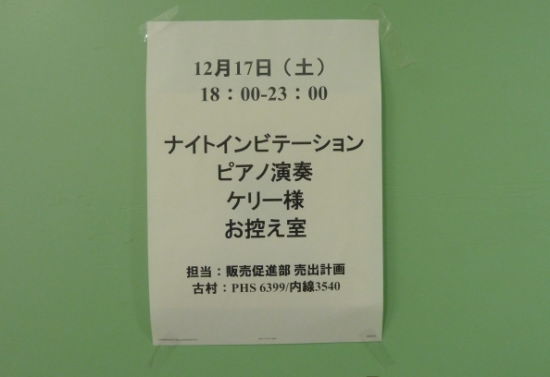 12月17日（土）
18：00-23：00
ナイトインビテーション
ピアノ演奏
ケリー様
お控え室
担当：販売促進部 売出計画
古村：PHS 6399/内線3540